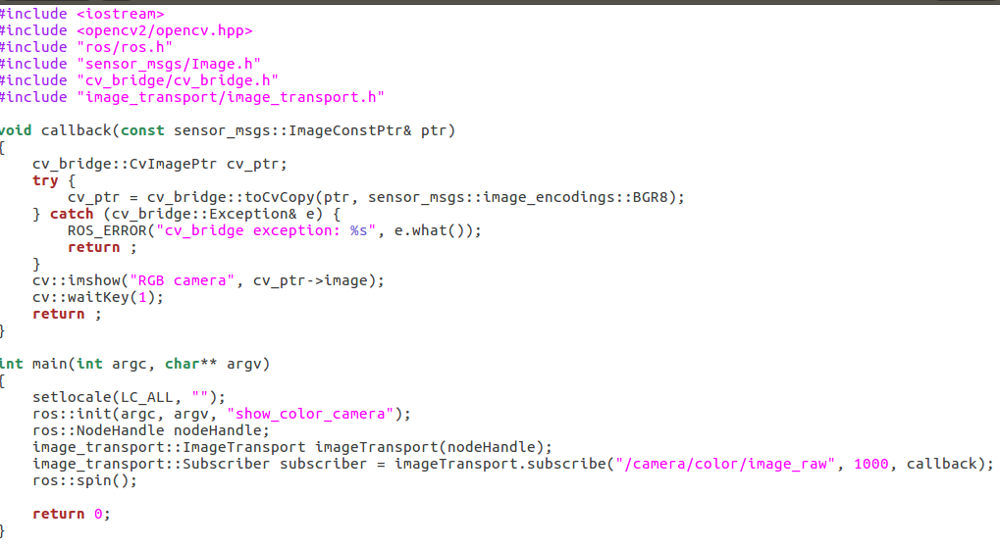 #include <iostream>
#include <opencv2/opencv.hpp>
#include "ros/ros.h"
#include "sensor_msgs/Image.h"
#include "cv_bridge/cv_bridge.h"
#include "image_transport/image_transport.h"

void callback(const sensor_msgs::ImageConstPtr& ptr)
{
    cv_bridge::CvImagePtr cv_ptr;
    try {
        cv_ptr = cv_bridge::toCvCopy(ptr, sensor_msgs::image_encodings::BGR8);
    } catch (cv_bridge::Exception& e) {
        ROS_ERROR("cv_bridge exception: %s", e.what());
        return ;
    }
    cv::imshow("RGB camera", cv_ptr->image);
    cv::waitKey(1);
    return ;
}

int main(int argc, char** argv)
{
    setlocale(LC_ALL, "");
    ros::init(argc, argv, "show_color_camera");
    ros::NodeHandle nodeHandle;
    image_transport::ImageTransport imageTransport(nodeHandle);
    image_transport::Subscriber subscriber = imageTransport.subscribe("/camera/color/image_raw", 1000, callback);
    ros::spin();

    return 0;
}